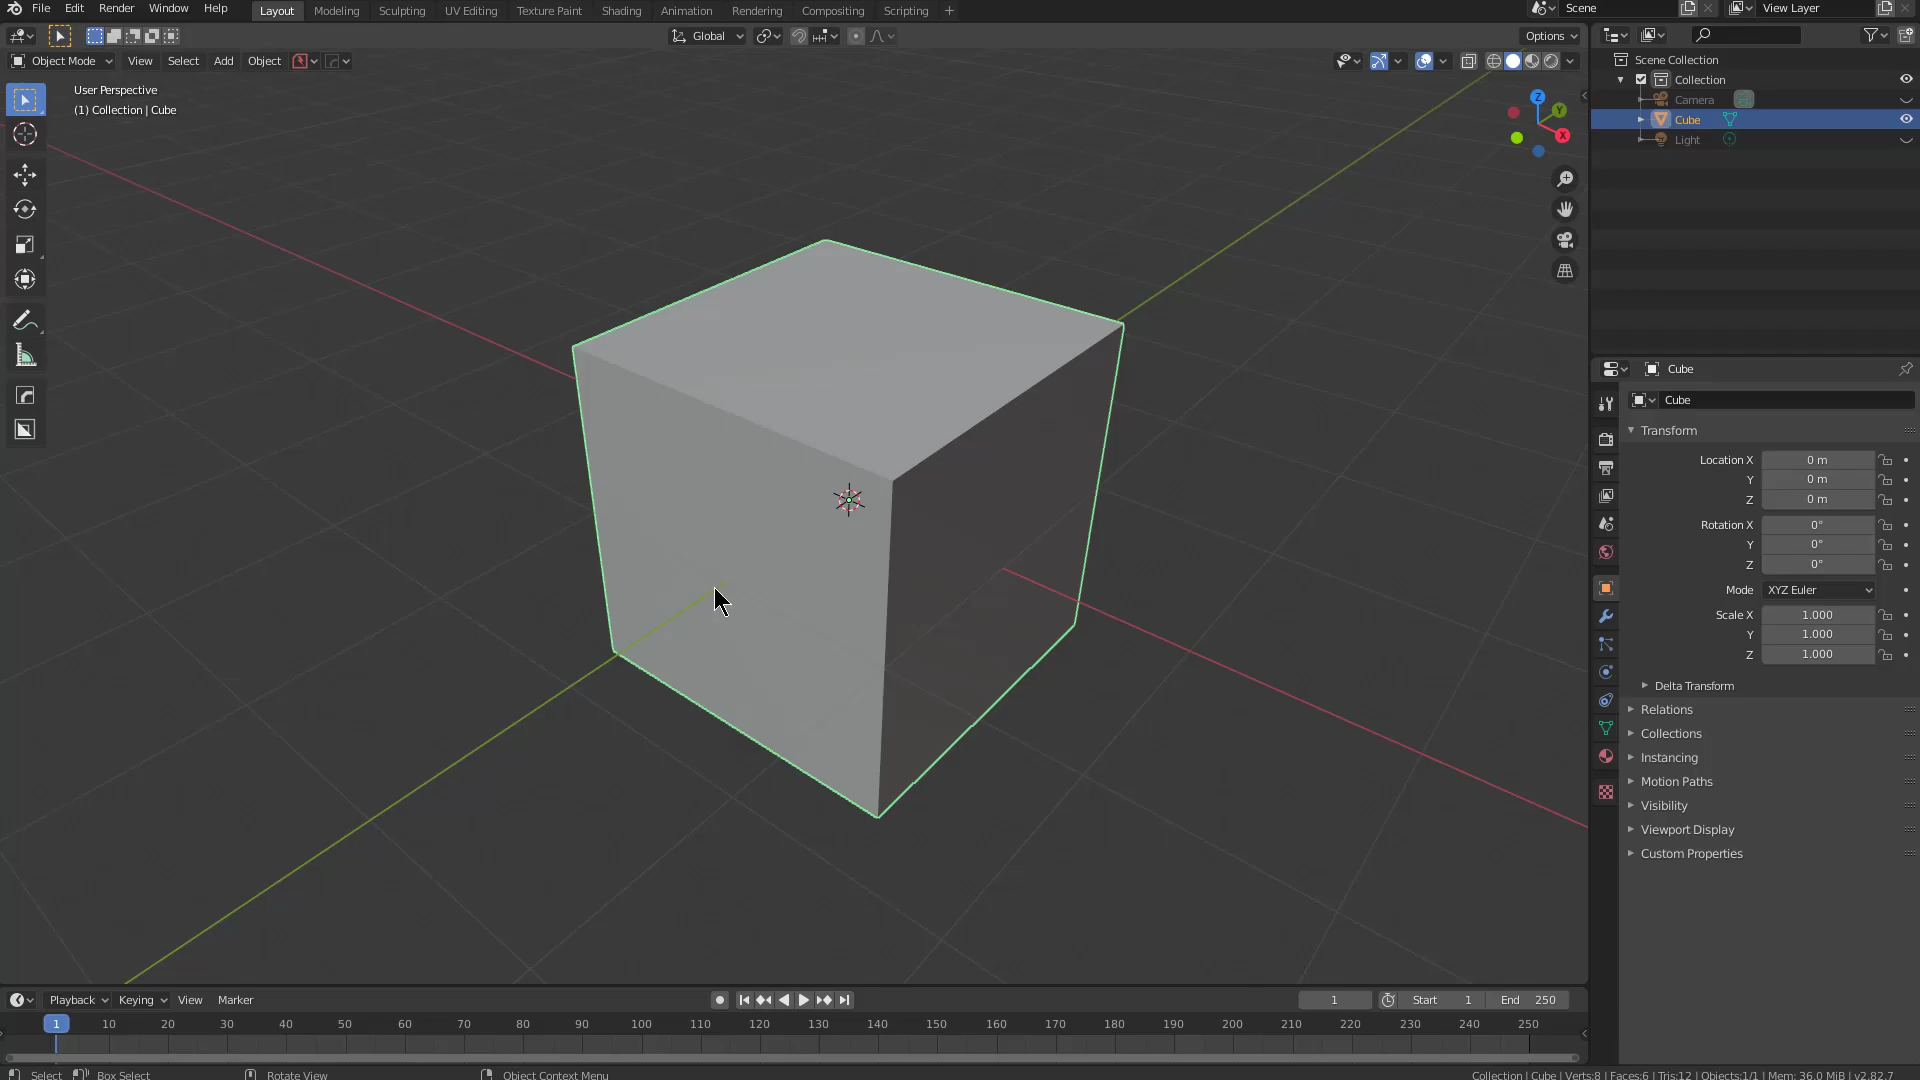 File Edit Render Window Help Layout Modeling Sculpting UV Editing Texture Paint Shading Animation Rendering Compositing Scripting + Scene View Layer
Global Options
Object Mode View Select Add Object
User Perspective
(1) Collection | Cube
Z
Y
X
Scene Collection
Collection
Camera
Cube
Light
Cube
Cube
Transform
Location X 0 m
Y 0 m
Z 0 m
Rotation X 0°
Y 0°
Z 0°
Mode XYZ Euler
Scale X 1.000
Y 1.000
Z 1.000
Delta Transform
Relations
Collections
Instancing
Motion Paths
Visibility
Viewport Display
Custom Properties
Playback Keying View Marker 1 Start 1 End 250
1 10 20 30 40 50 60 70 80 90 100 110 120 130 140 150 160 170 180 190 200 210 220 230 240 250
Select Box Select Rotate View Object Context Menu Collection | Cube | Verts:8 | Faces:6 | Tris:12 | Objects:1/1 | Mem: 36.0 MiB | v2.82.7